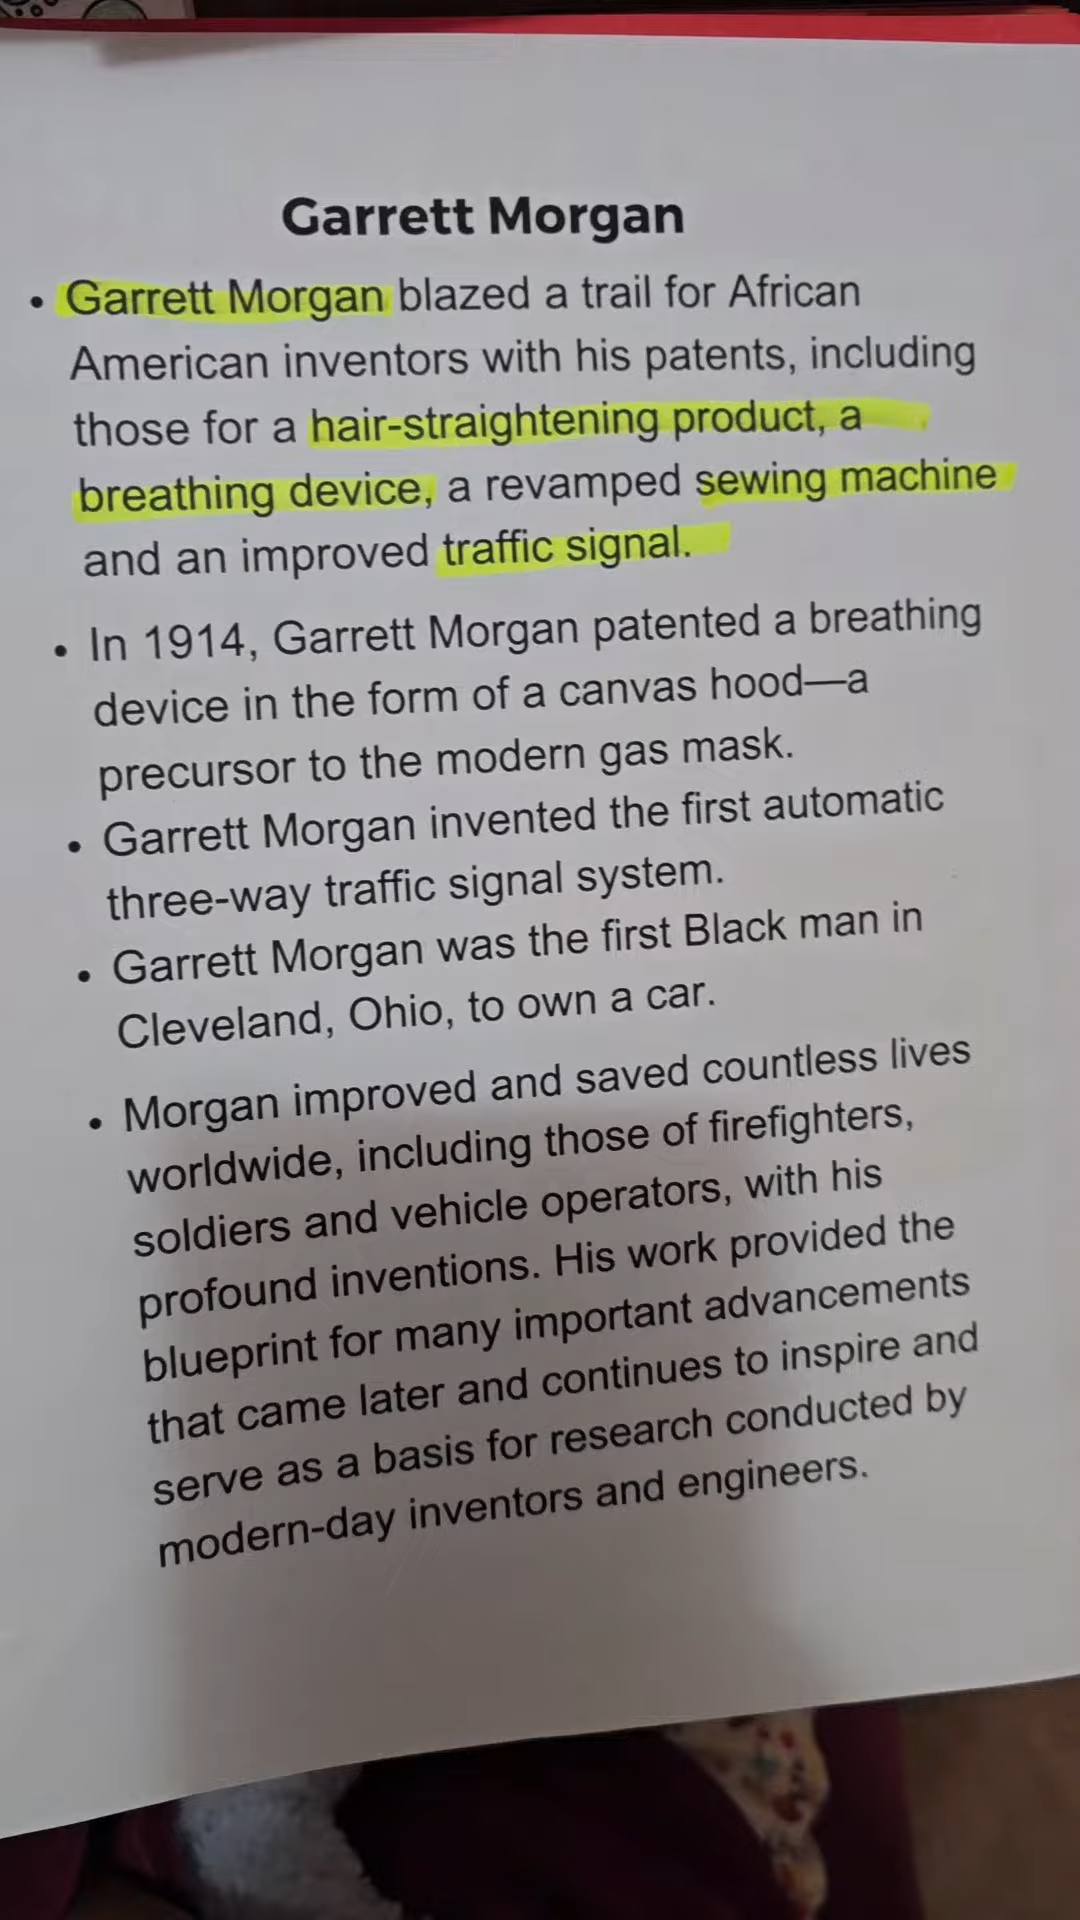 Garrett Morgan
• Garrett Morgan blazed a trail for African
American inventors with his patents, including
those for a hair-straightening product, a
breathing device, a revamped sewing machine
and an improved traffic signal.
• In 1914, Garrett Morgan patented a breathing
device in the form of a canvas hood—a
precursor to the modern gas mask.
• Garrett Morgan invented the first automatic
three-way traffic signal system.
• Garrett Morgan was the first Black man in
Cleveland, Ohio, to own a car.
• Morgan improved and saved countless lives
worldwide, including those of firefighters,
soldiers and vehicle operators, with his
profound inventions. His work provided the
blueprint for many important advancements
that came later and continues to inspire and
serve as a basis for research conducted by
modern-day inventors and engineers.